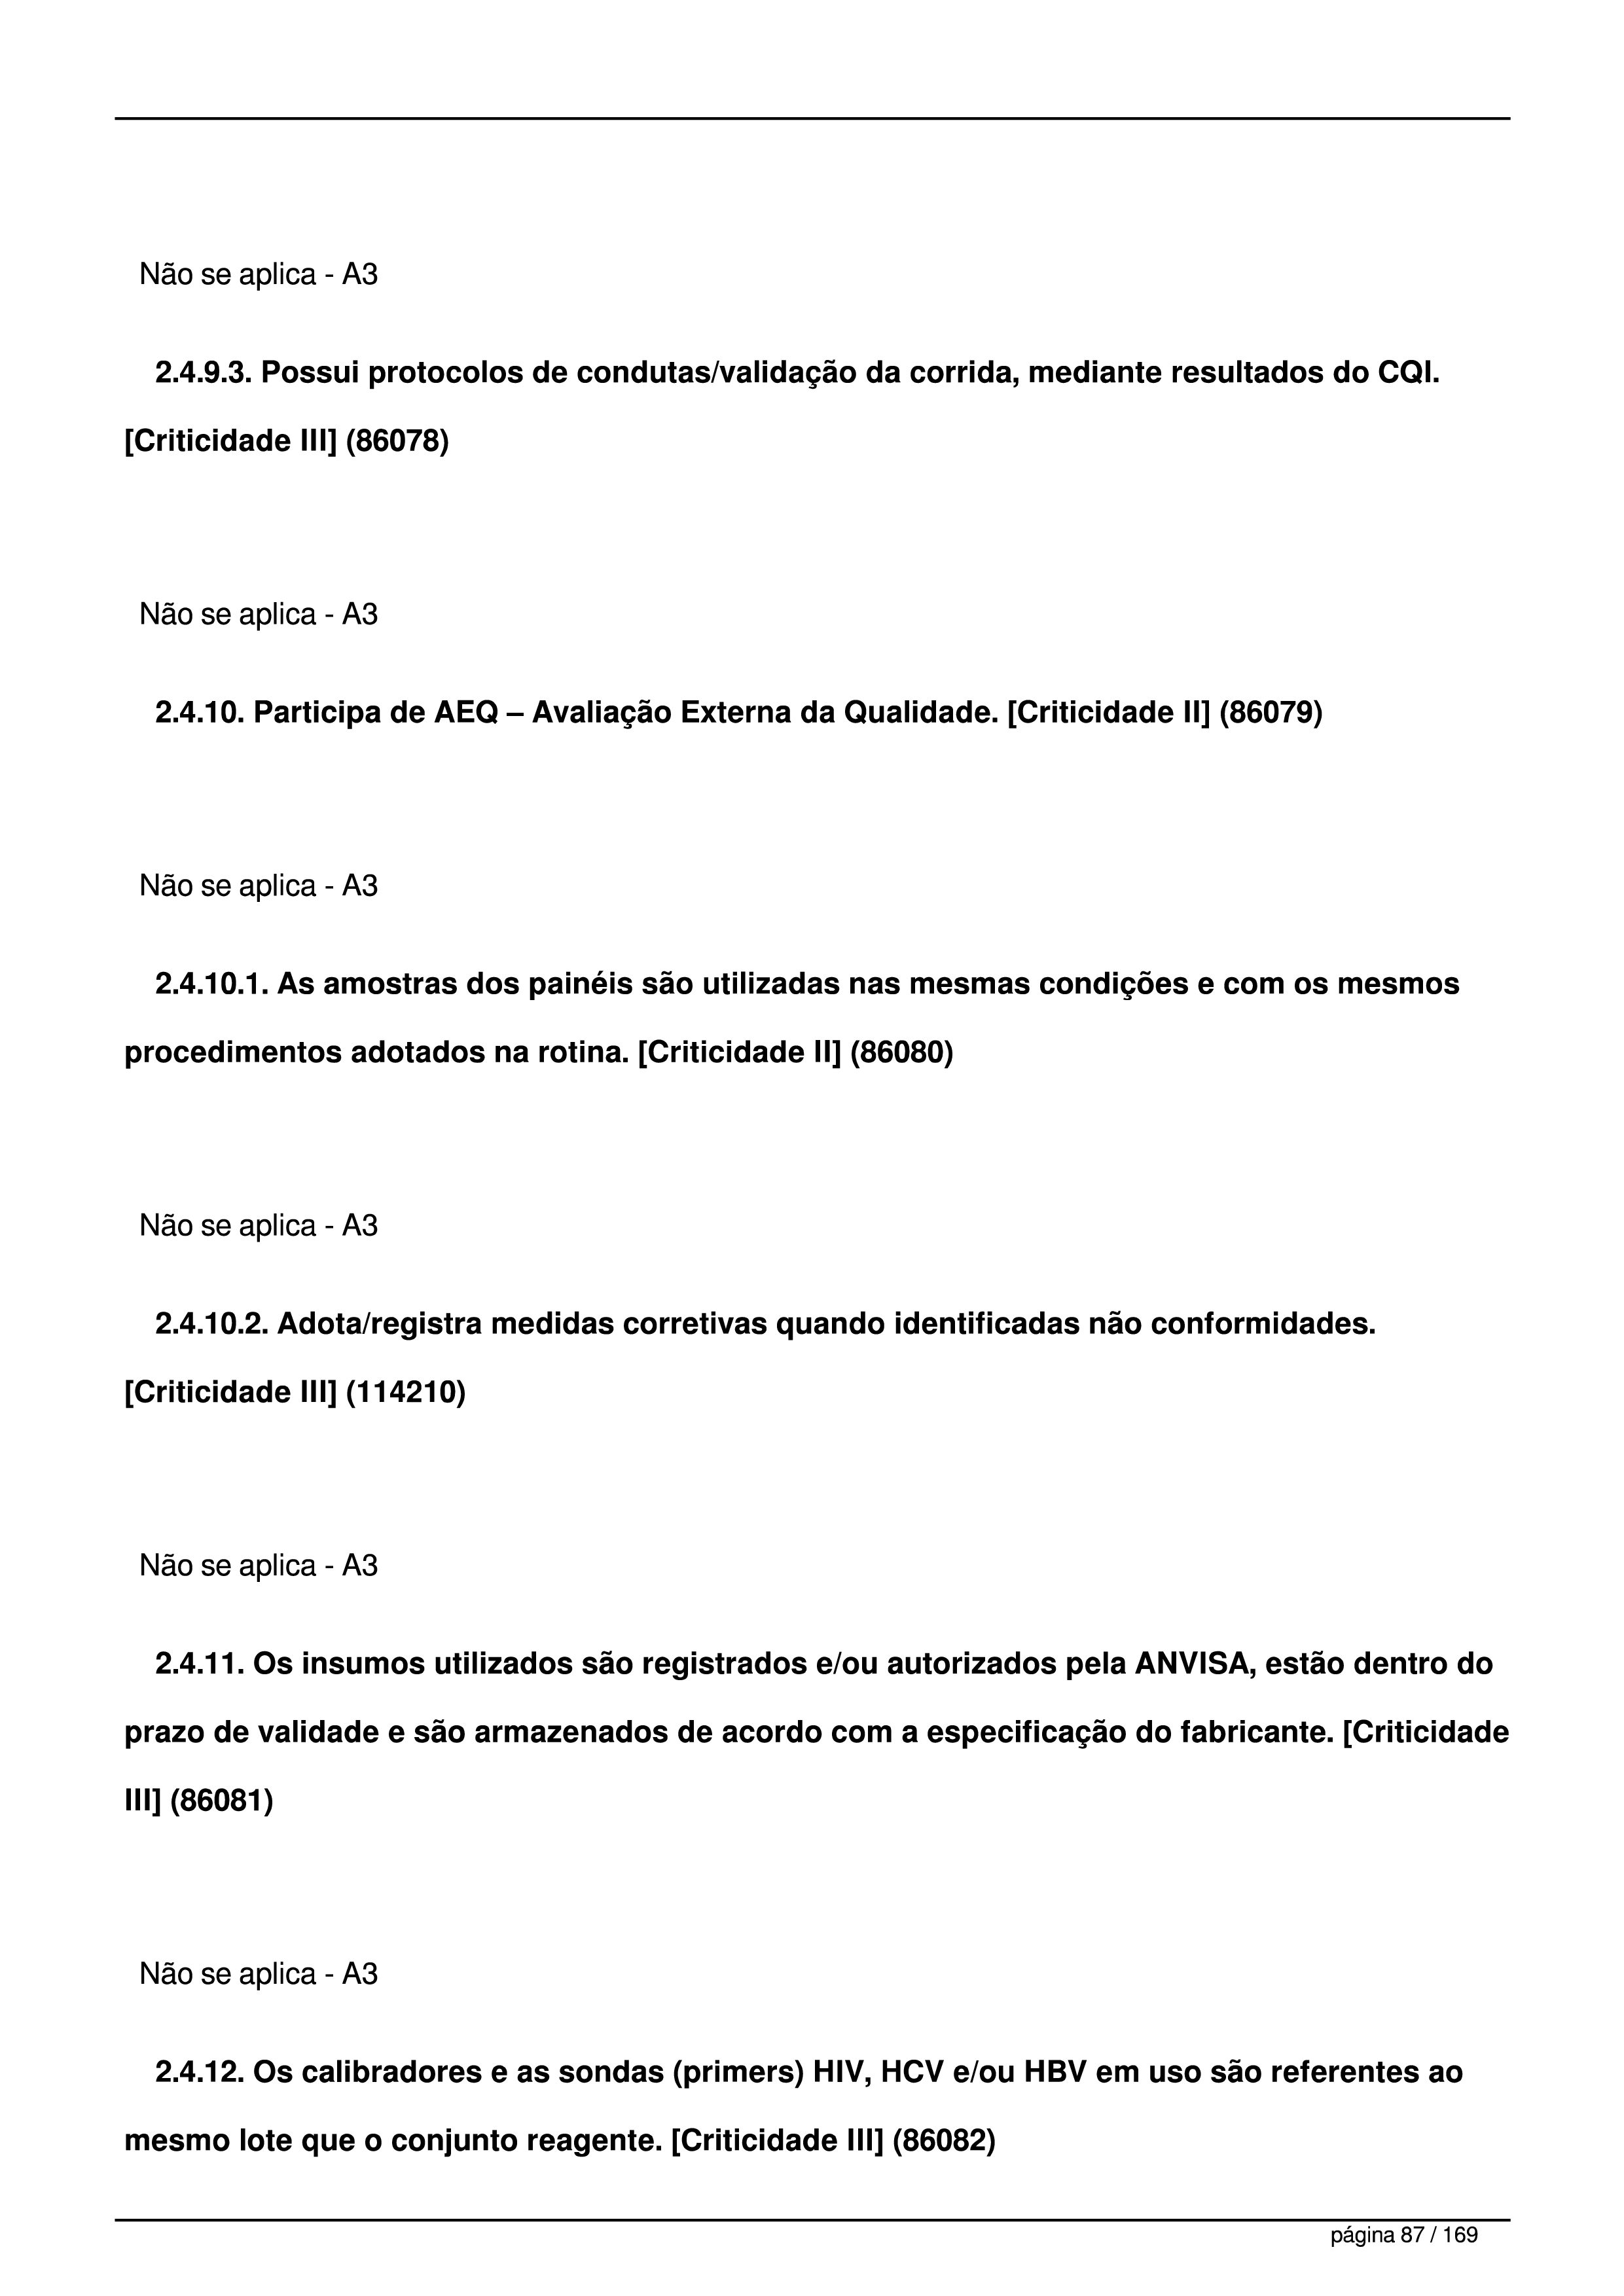 Não se aplica - A3
2.4.9.3. Possui protocolos de condutas/validação da corrida, mediante resultados do CQI.
[Criticidade III] (86078)
Não se aplica - A3
2.4.10. Participa de AEQ – Avaliação Externa da Qualidade. [Criticidade II] (86079)
Não se aplica - A3
2.4.10.1. As amostras dos painéis são utilizadas nas mesmas condições e com os mesmos
procedimentos adotados na rotina. [Criticidade II] (86080)
Não se aplica - A3
2.4.10.2. Adota/registra medidas corretivas quando identificadas não conformidades.
[Criticidade III] (114210)
Não se aplica - A3
2.4.11. Os insumos utilizados são registrados e/ou autorizados pela ANVISA, estão dentro do
prazo de validade e são armazenados de acordo com a especificação do fabricante. [Criticidade
III] (86081)
Não se aplica - A3
2.4.12. Os calibradores e as sondas (primers) HIV, HCV e/ou HBV em uso são referentes ao
mesmo lote que o conjunto reagente. [Criticidade III] (86082)
página 87 / 169